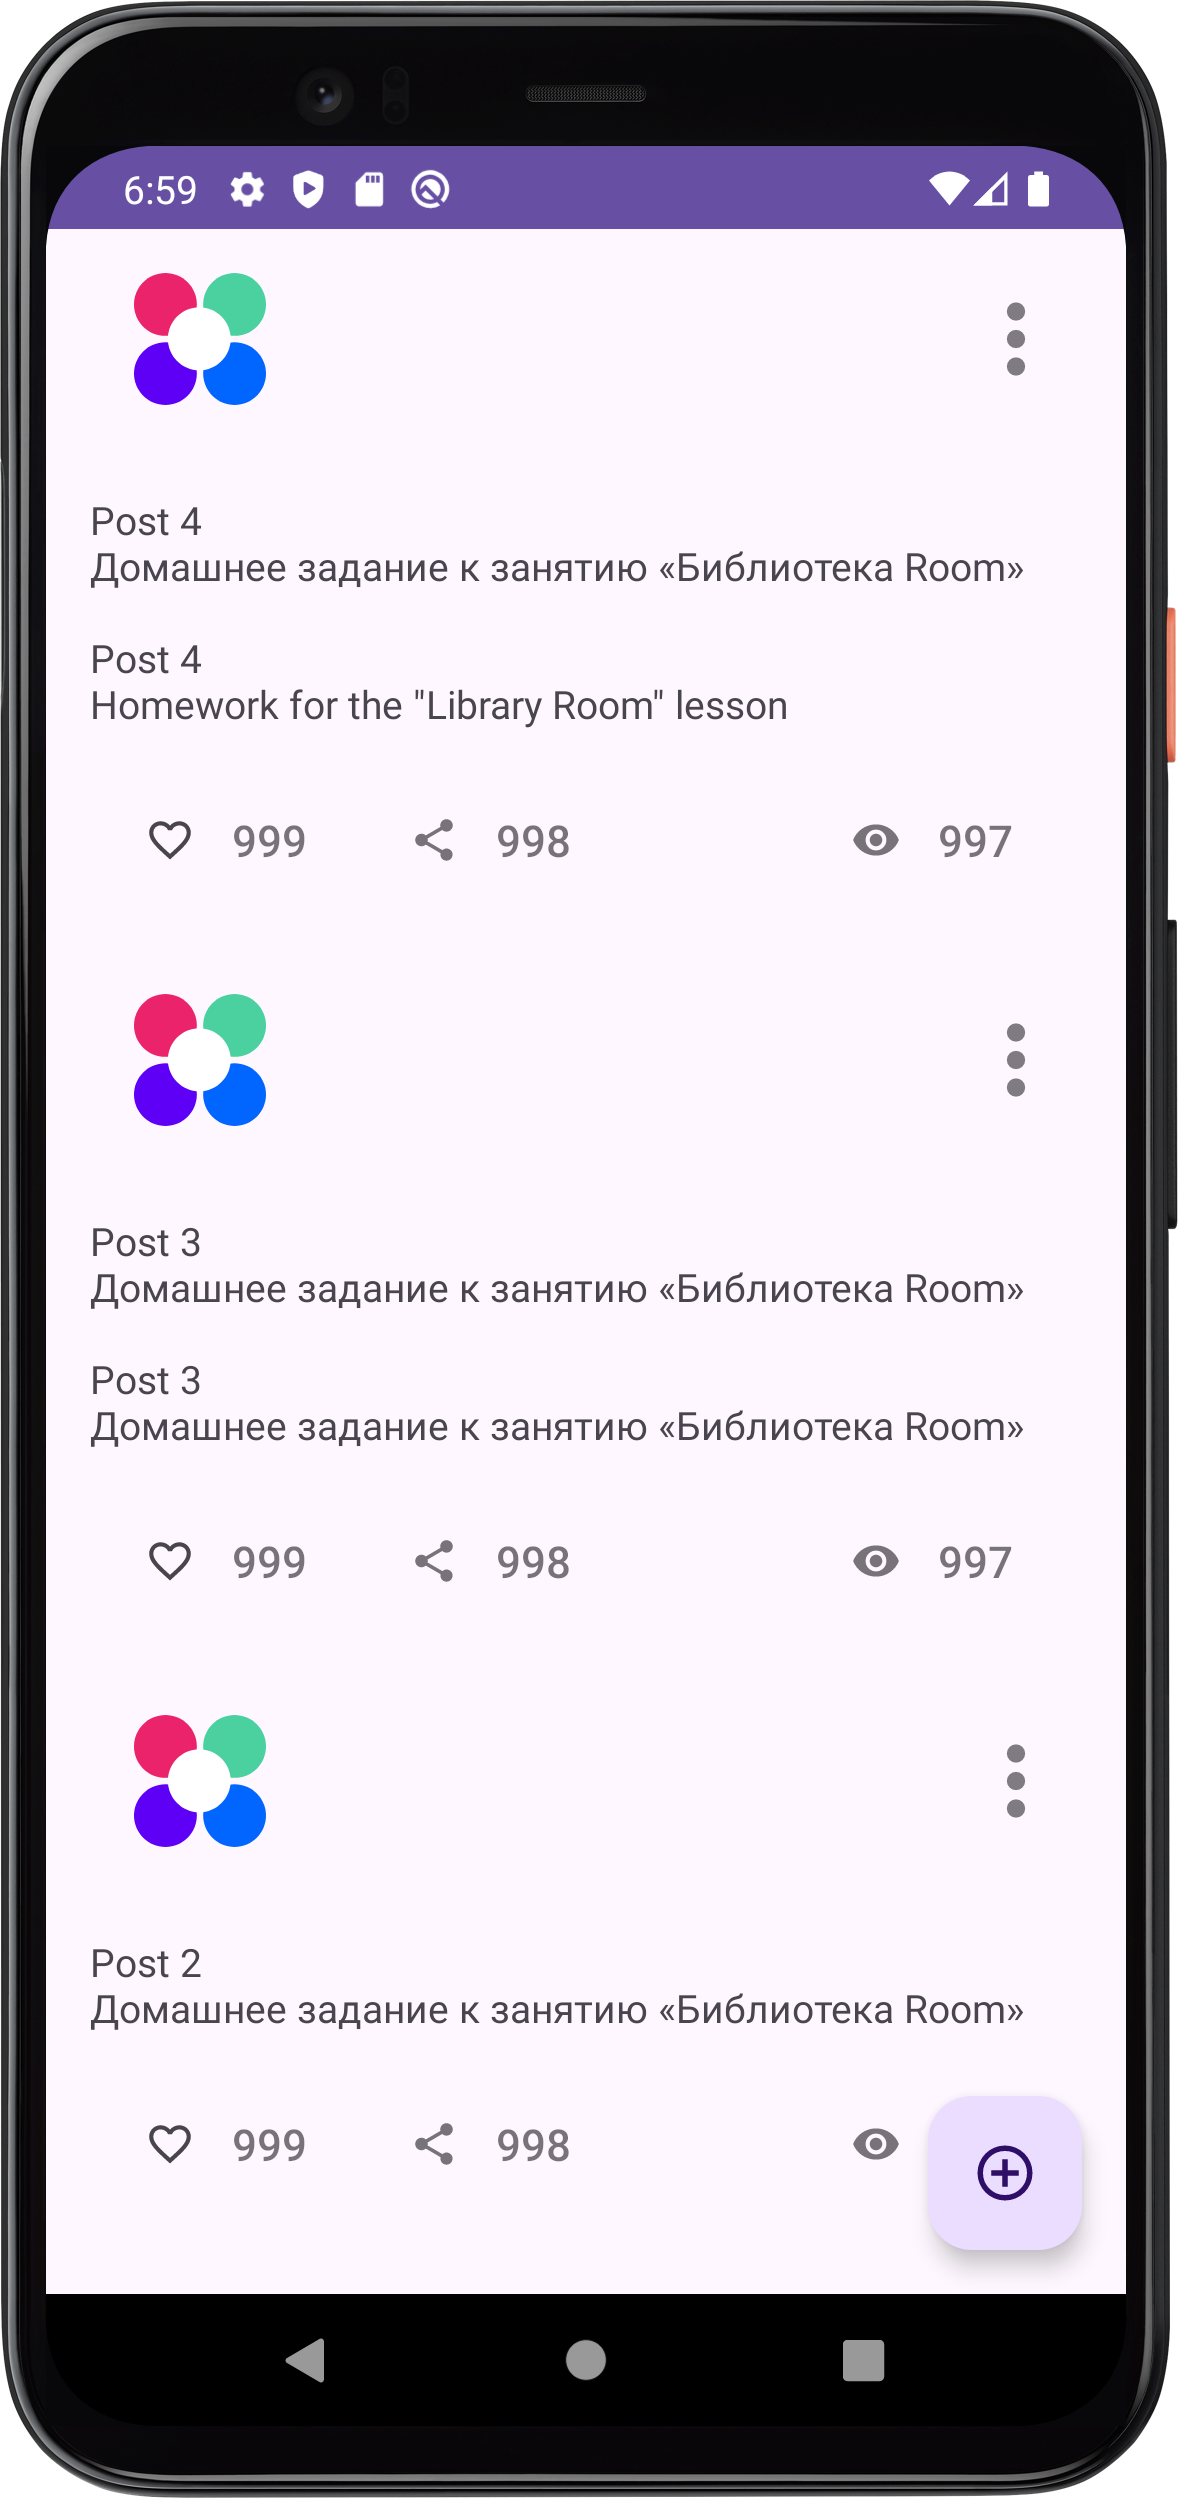 6:59
Post 4
Домашнее задание к занятию «Библиотека Room»
Post 4
Homework for the "Library Room" lesson
999 998 997
Post 3
Домашнее задание к занятию «Библиотека Room»
Post 3
Домашнее задание к занятию «Библиотека Room»
999 998 997
Post 2
Домашнее задание к занятию «Библиотека Room»
999 998